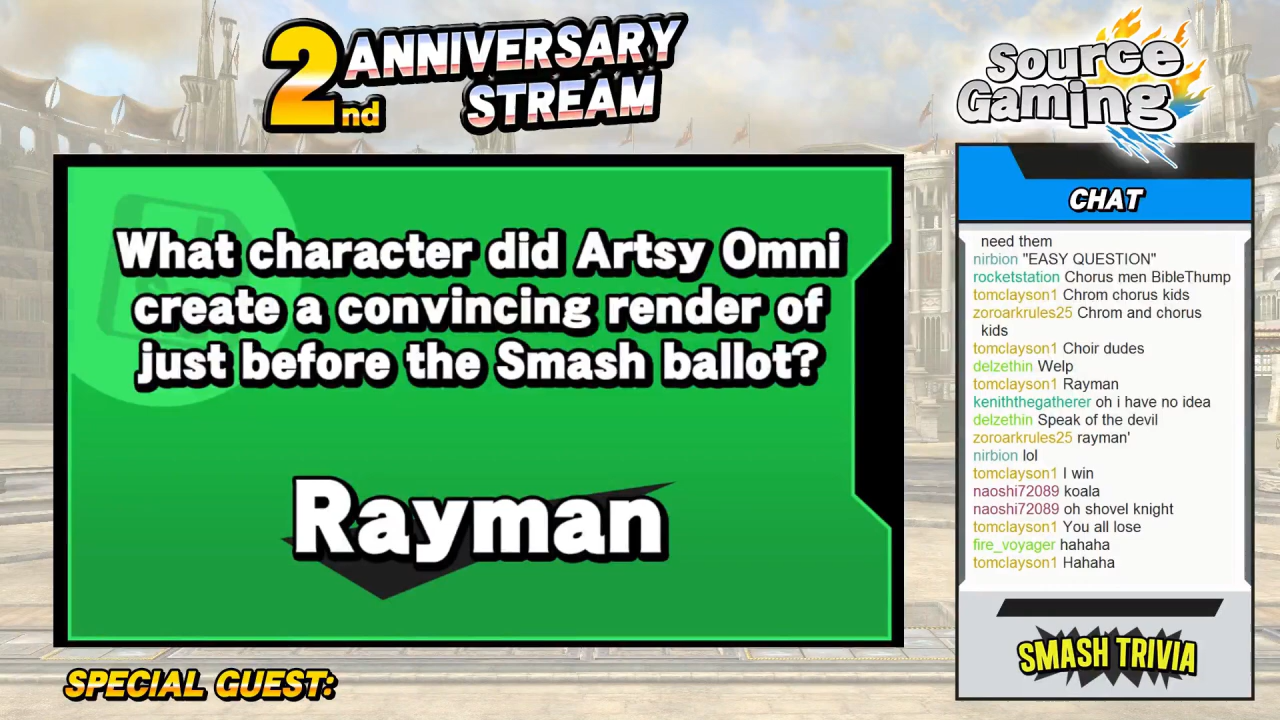 2nd ANNIVERSARY
STREAM
Source
Gaming
What character did Artsy Omni
create a convincing render of
just before the Smash ballot?
Rayman
SPECIAL GUEST:
CHAT
need them
nirbion "EASY QUESTION"
rocketstation Chorus men BibleThump
tomclayson1 Chrom chorus kids
zoroarkrules25 Chrom and chorus
kids
tomclayson1 Choir dudes
delzethin Welp
tomclayson1 Rayman
keniththegatherer oh i have no idea
delzethin Speak of the devil
zoroarkrules25 rayman'
nirbion lol
tomclayson1 I win
naoshi72089 koala
naoshi72089 oh shovel knight
tomclayson1 You all lose
fire_voyager hahaha
tomclayson1 Hahaha
SMASH TRIVIA